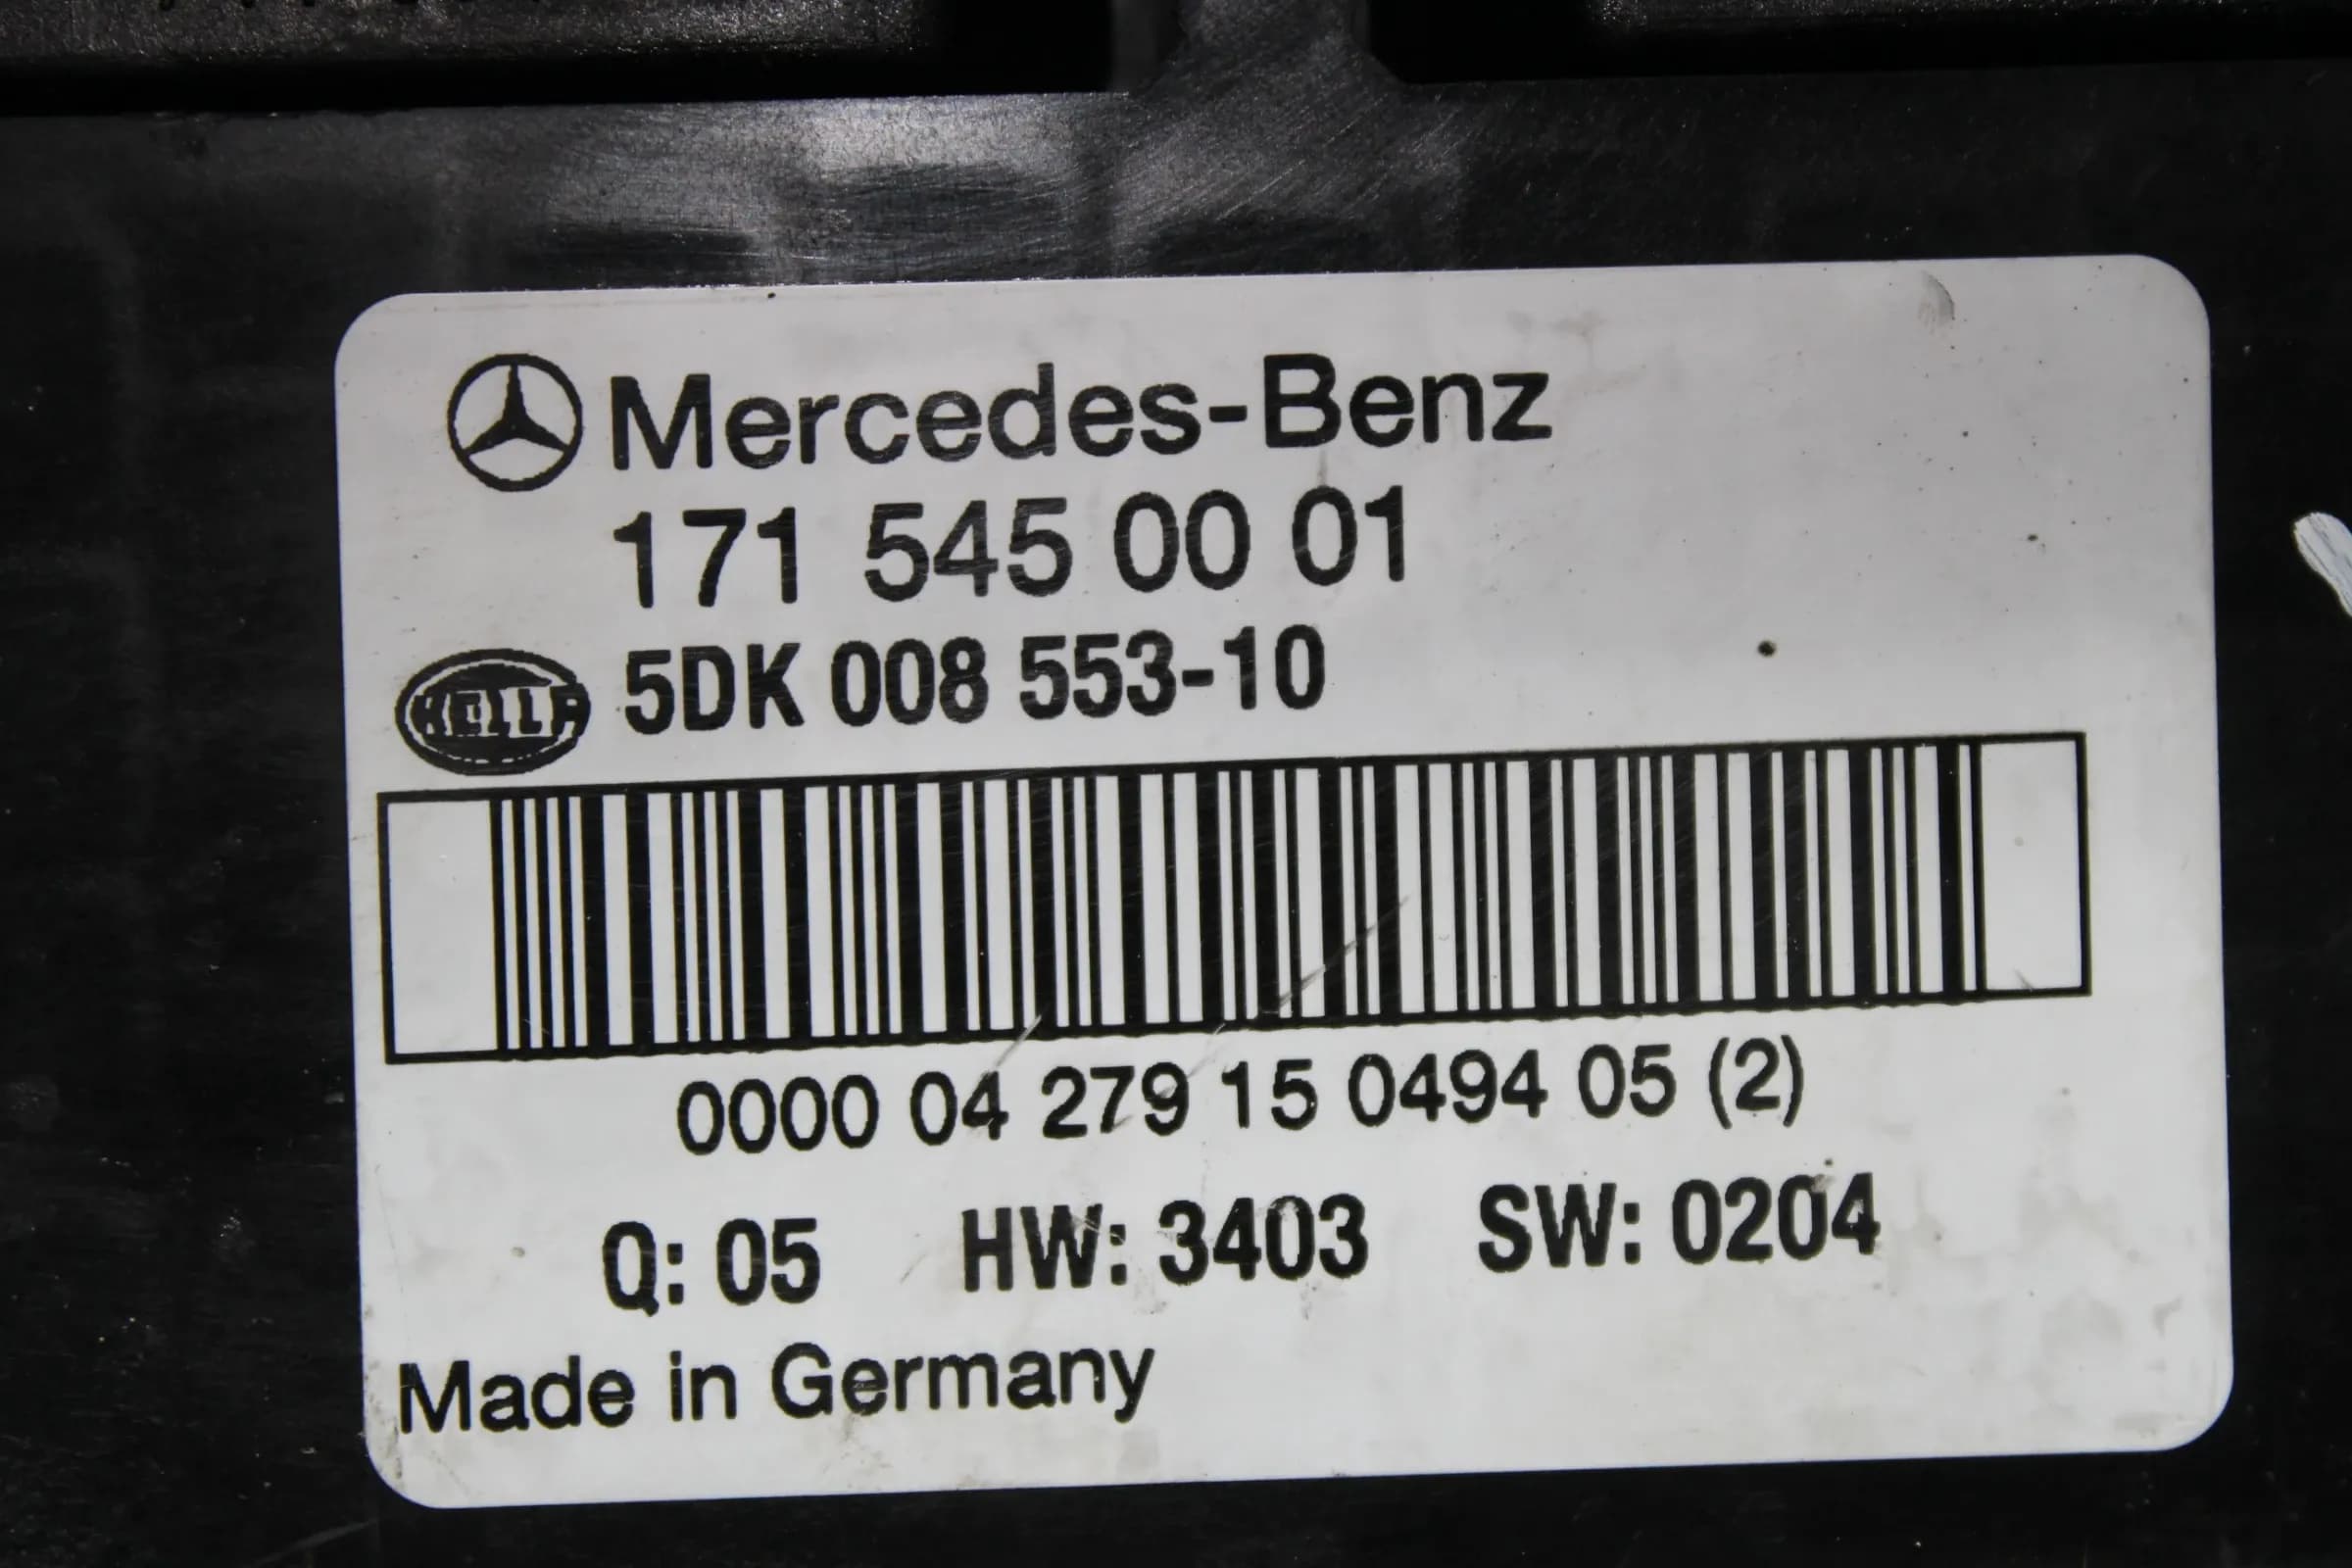 Mercedes-Benz
171 545 00 01
HELLA 5DK 008 553-10
0000 04 279 15 0494 05 (2)
Q: 05 HW: 3403 SW: 0204
Made in Germany